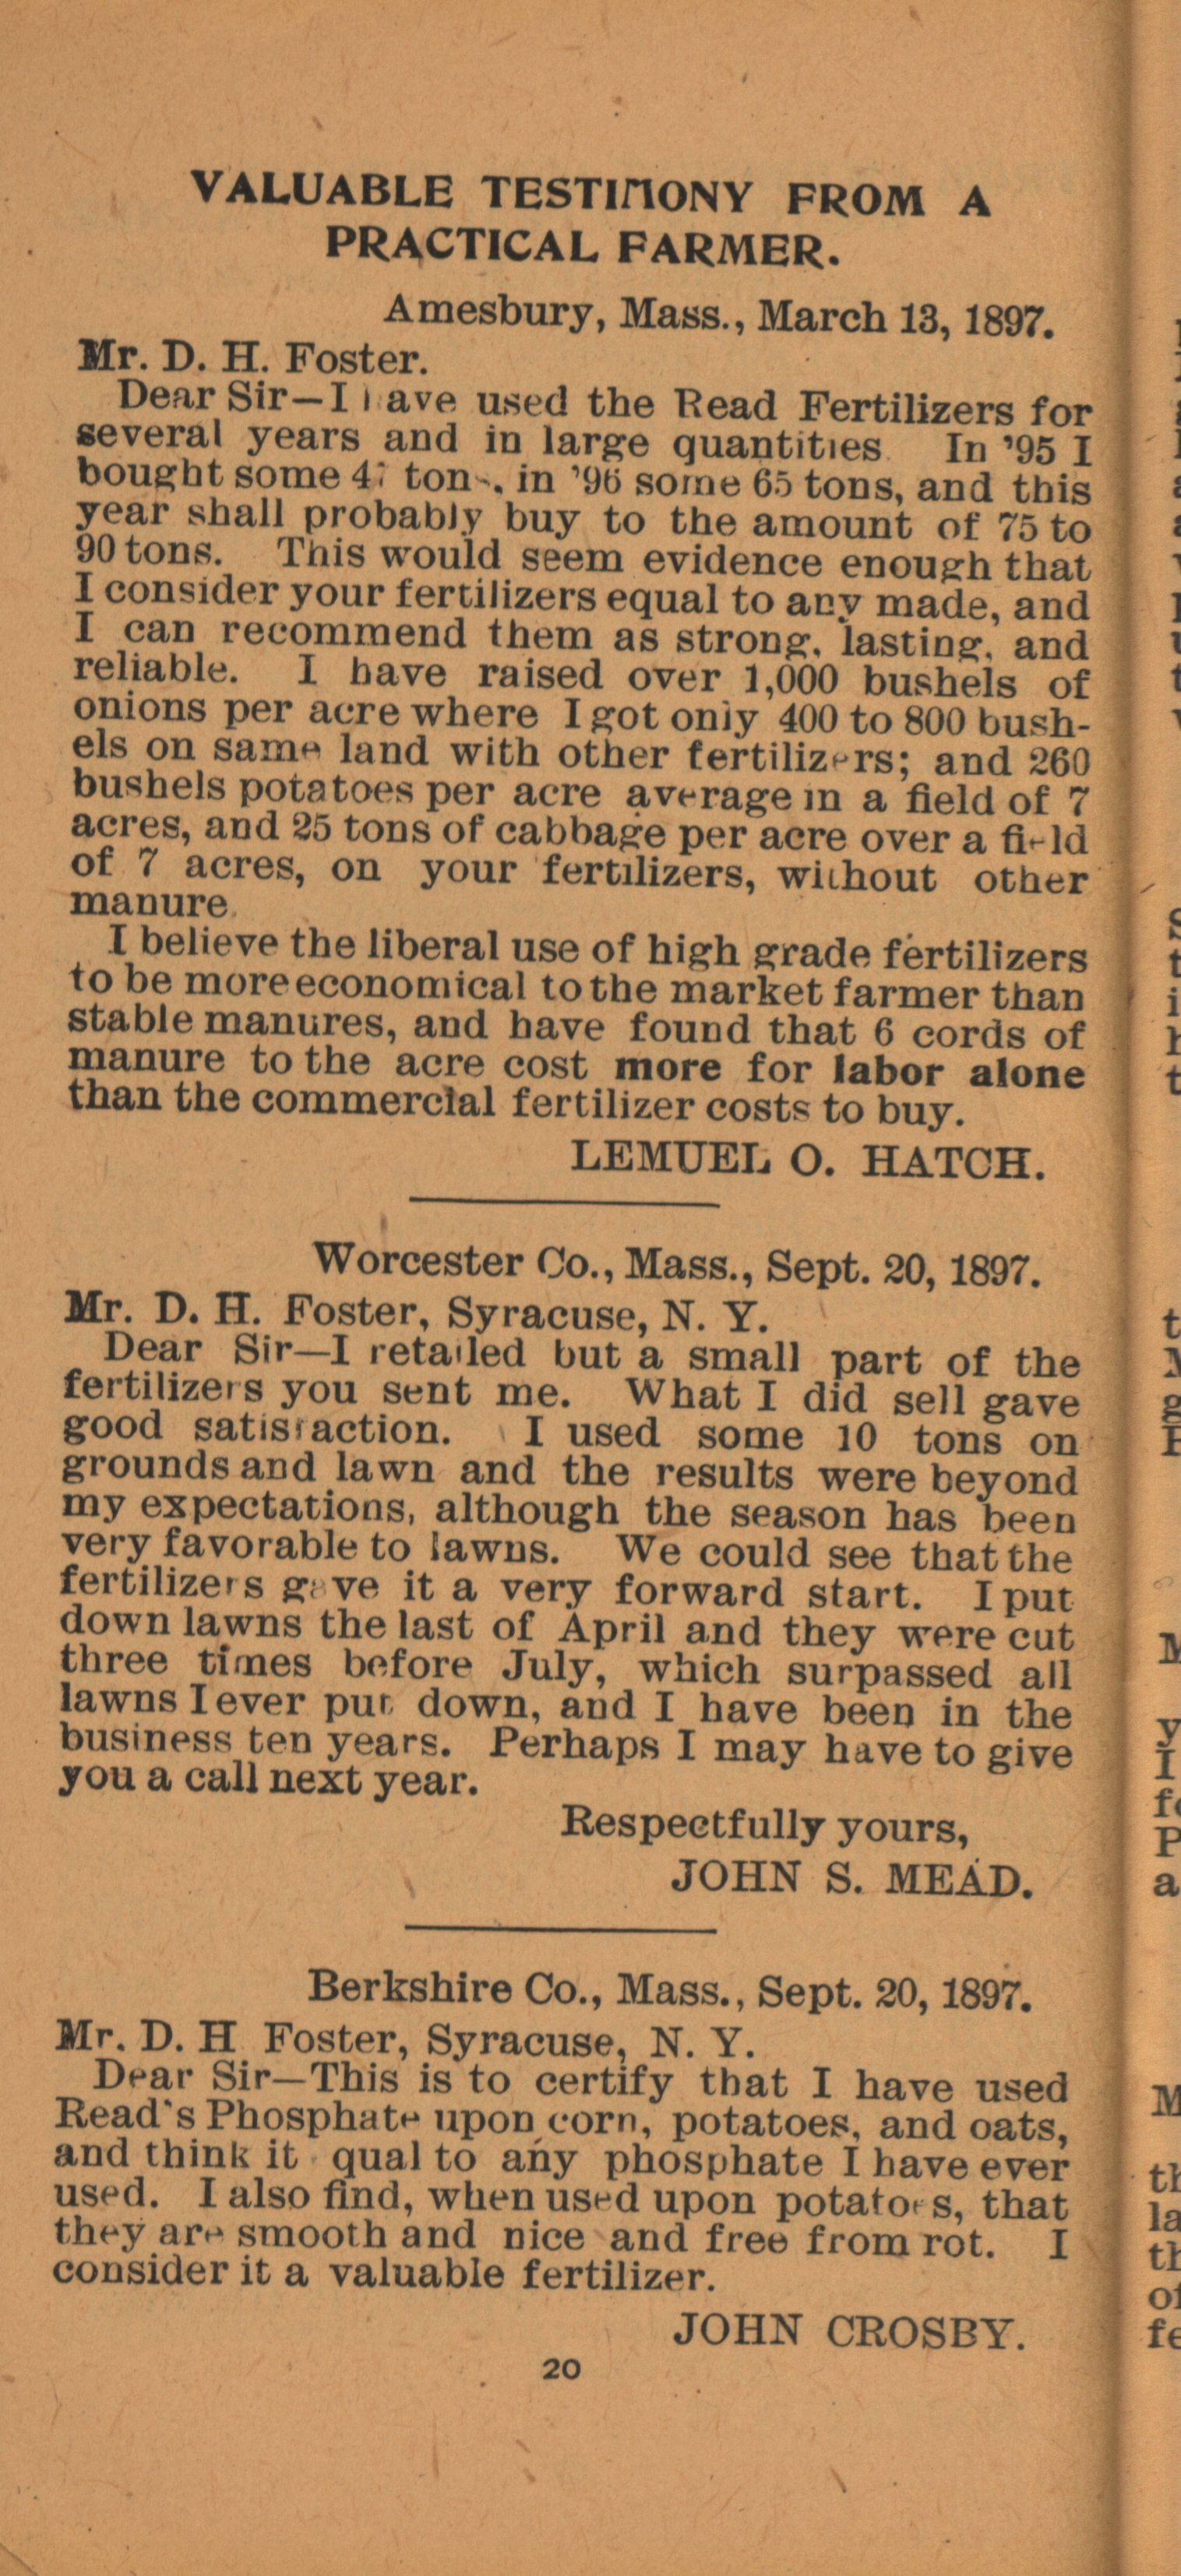 VALUABLE TESTIMONY FROM A
PRACTICAL FARMER.
Amesbury, Mass., March 13, 1897.
Mr. D. H. Foster.
Dear Sir—I have used the Read Fertilizers for
several years and in large quantities. In '95 I
bought some tons, in '96 some 65 tons, and this
year shall probably buy to the amount of 75 to
90 tons. This would seem evidence enough that
I consider your fertilizers equal to any made, and
I can recommend them as strong, lasting, and
reliable. I have raised over 1,000 bushels of
onions per acre where I got only 400 to 800 bush-
els on same land with other fertilizers; and 260
bushels potatoes per acre average in a field of 7
acres, and 25 tons of cabbage per acre over a field
of 7 acres, on your fertilizers, without other
manure.
I believe the liberal use of high grade fertilizers
to be more economical to the market farmer than
stable manures, and have found that 6 cords of
manure to the acre cost more for labor alone
than the commercial fertilizer costs to buy.
LEMUEL O. HATCH.
Worcester Co., Mass., Sept. 20, 1897.
Mr. D. H. Foster, Syracuse, N. Y.
Dear Sir—I retailed but a small part of the
fertilizers you sent me. What I did sell gave
good satisfaction. I used some 10 tons on
grounds and lawn and the results were beyond
my expectations, although the season has been
very favorable to lawns. We could see that the
fertilizers gave it a very forward start. I put
down lawns the last of April and they were cut
three times before July, which surpassed all
lawns I ever put down, and I have been in the
business ten years. Perhaps I may have to give
you a call next year.
Respectfully yours,
JOHN S. MEAD.
Berkshire Co., Mass., Sept. 20, 1897.
Mr. D. H Foster, Syracuse, N. Y.
Dear Sir—This is to certify that I have used
Read's Phosphate upon corn, potatoes, and oats,
and think it equal to any phosphate I have ever
used. I also find, when used upon potatoes, that
they are smooth and nice and free from rot. I
consider it a valuable fertilizer.
JOHN CROSBY.
20